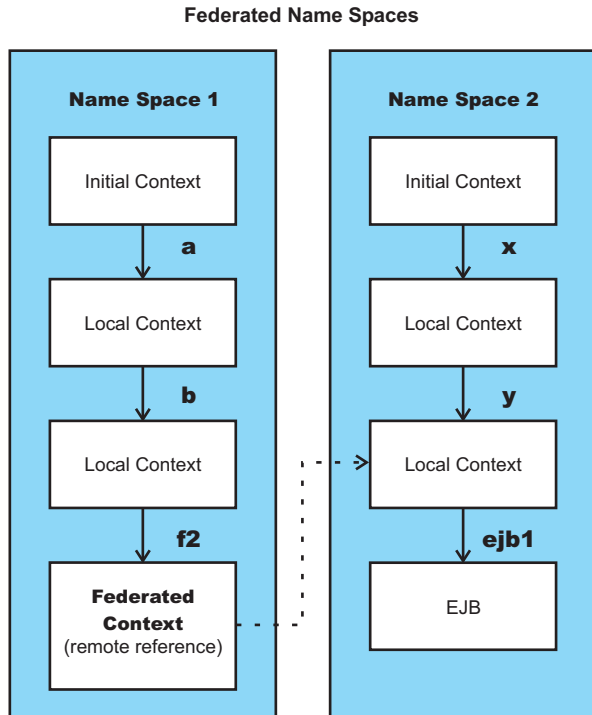 Federated Name Spaces
Name Space 1
Initial Context
a
Local Context
b
Local Context
f2
Federated
Context
(remote reference)
Name Space 2
Initial Context
x
Local Context
y
Local Context
ejb1
EJB